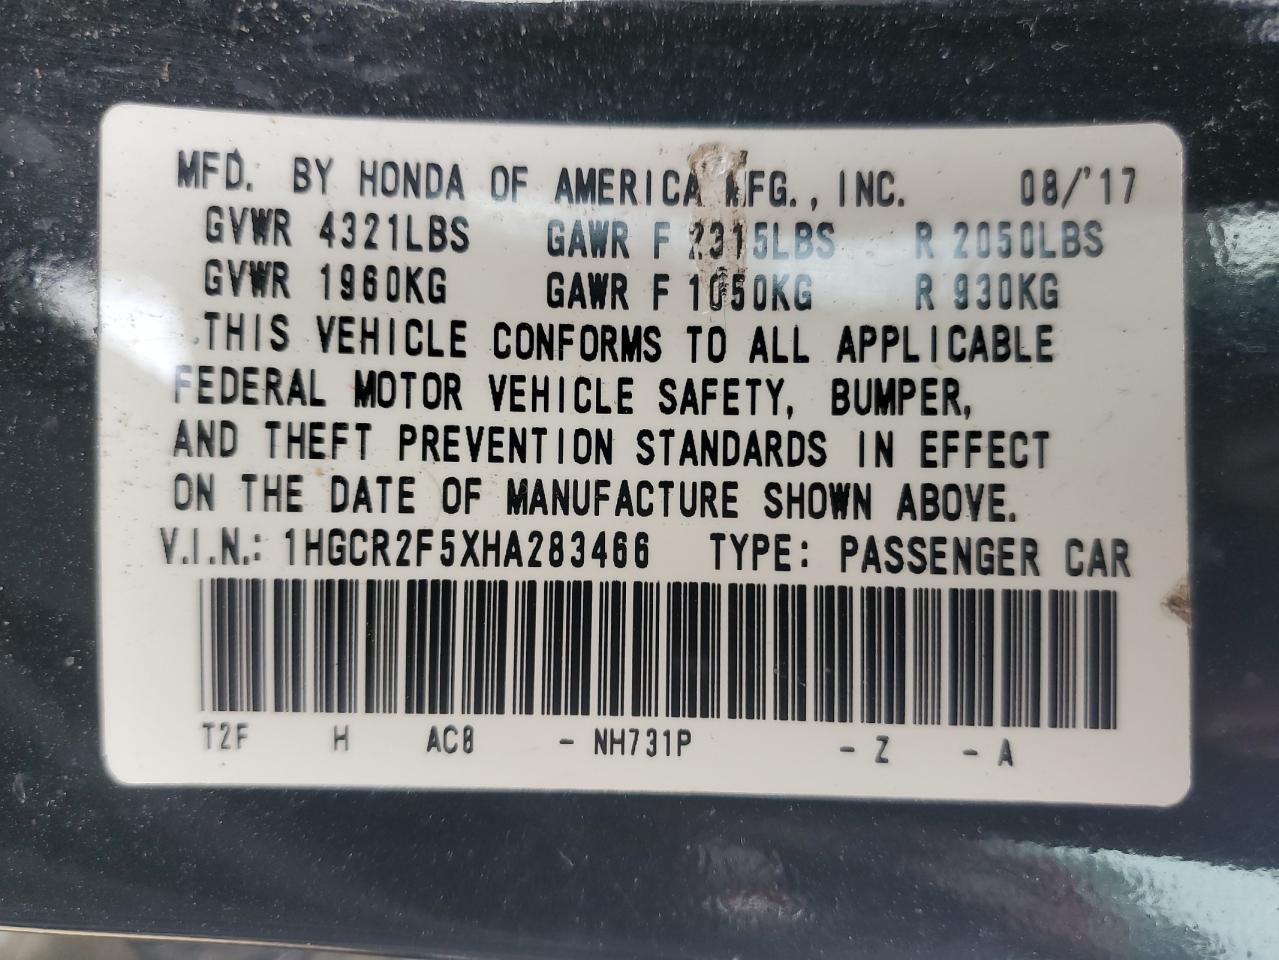 MFD. BY HONDA OF AMERICA MFG., INC. 08/'17
GVWR 4321LBS GAWR F 2315LBS R 2050LBS
GVWR 1960KG GAWR F 1050KG R 930KG
THIS VEHICLE CONFORMS TO ALL APPLICABLE
FEDERAL MOTOR VEHICLE SAFETY, BUMPER,
AND THEFT PREVENTION STANDARDS IN EFFECT
ON THE DATE OF MANUFACTURE SHOWN ABOVE.
V.I.N.: 1HGCR2F5XHA283466 TYPE: PASSENGER CAR
T2F H AC8 - NH731P - Z - A